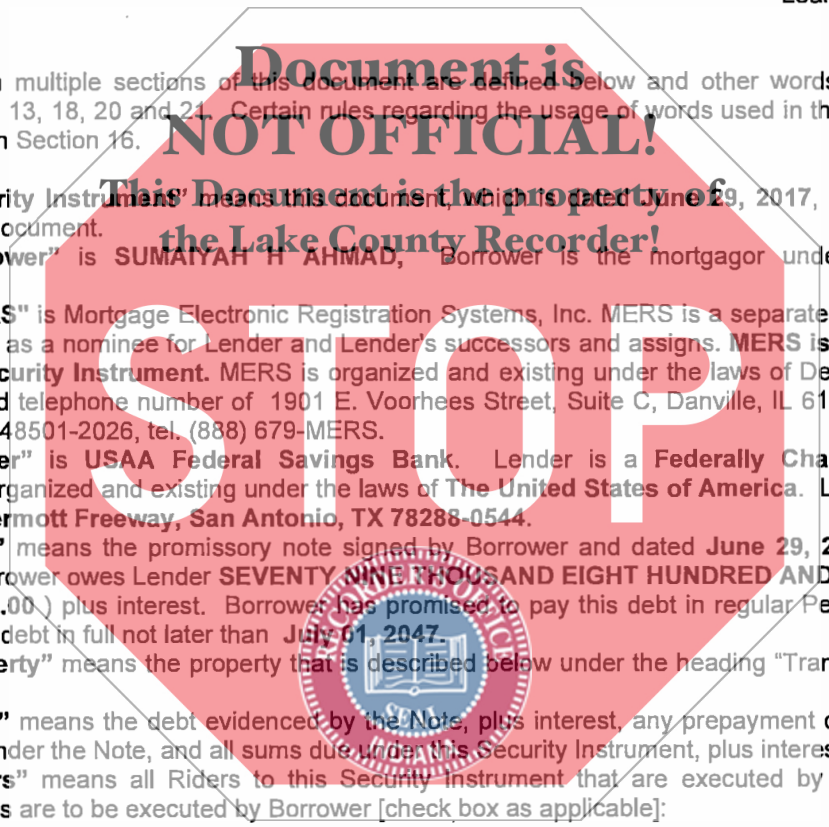 Document is
NOT OFFICIAL!
This Document is the property of
the Lake County Recorder!
STOP
multiple sections of this document are defined below and other words
13, 18, 20 and 21. Certain rules regarding the usage of words used in th
n Section 16.
rity Instrument” means this document, which is dated June 29, 2017,
ocument.
ower” is SUMAIYAH H AHMAD, Borrower is the mortgagor unde
S" is Mortgage Electronic Registration Systems, Inc. MERS is a separate
as a nominee for Lender and Lender's successors and assigns. MERS is
curity Instrument. MERS is organized and existing under the laws of De
d telephone number of 1901 E. Voorhees Street, Suite C, Danville, IL 61
48501-2026, tel. (888) 679-MERS.
er” is USAA Federal Savings Bank. Lender is a Federally Cha
rganized and existing under the laws of The United States of America. L
ermott Freeway, San Antonio, TX 78288-0544.
” means the promissory note signed by Borrower and dated June 29, 2
rower owes Lender SEVENTY NINE THOUSAND EIGHT HUNDRED AND
.00 ) plus interest. Borrower has promised to pay this debt in regular Pe
debt in full not later than July 01, 2047.
erty” means the property that is described below under the heading “Tran
” means the debt evidenced by the Note, plus interest, any prepayment c
nder the Note, and all sums due under this Security Instrument, plus interes
rs” means all Riders to this Security Instrument that are executed by
s are to be executed by Borrower [check box as applicable]:
RECORDER OFFICE
SEAL